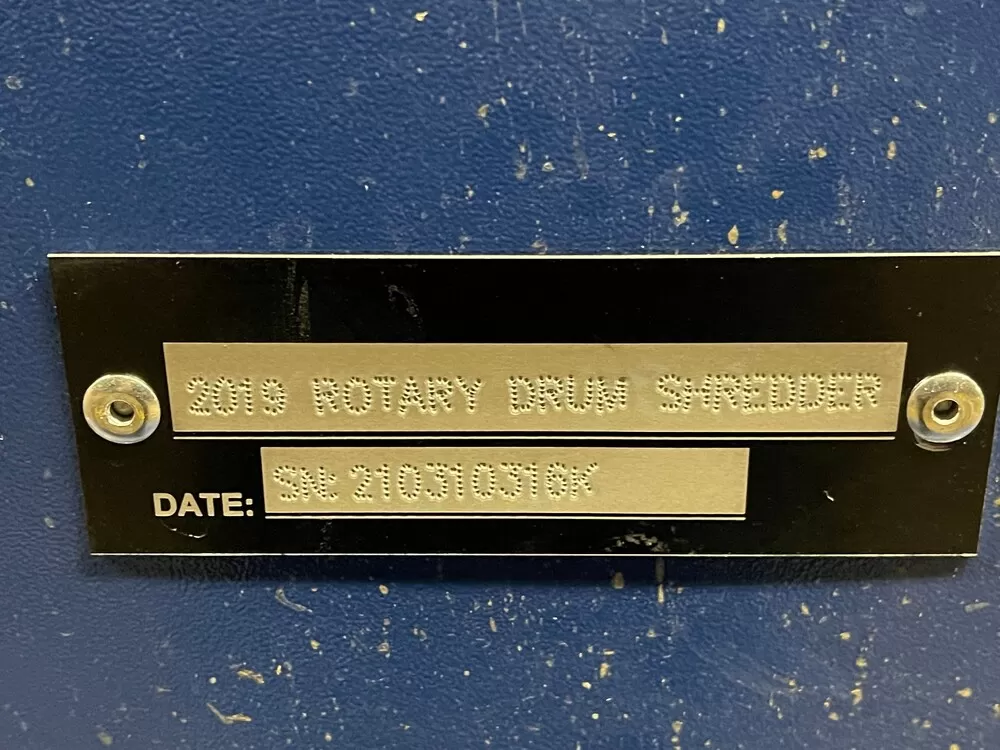 2019 ROTARY DRUM SHREDDER
DATE: SN: 210310316K